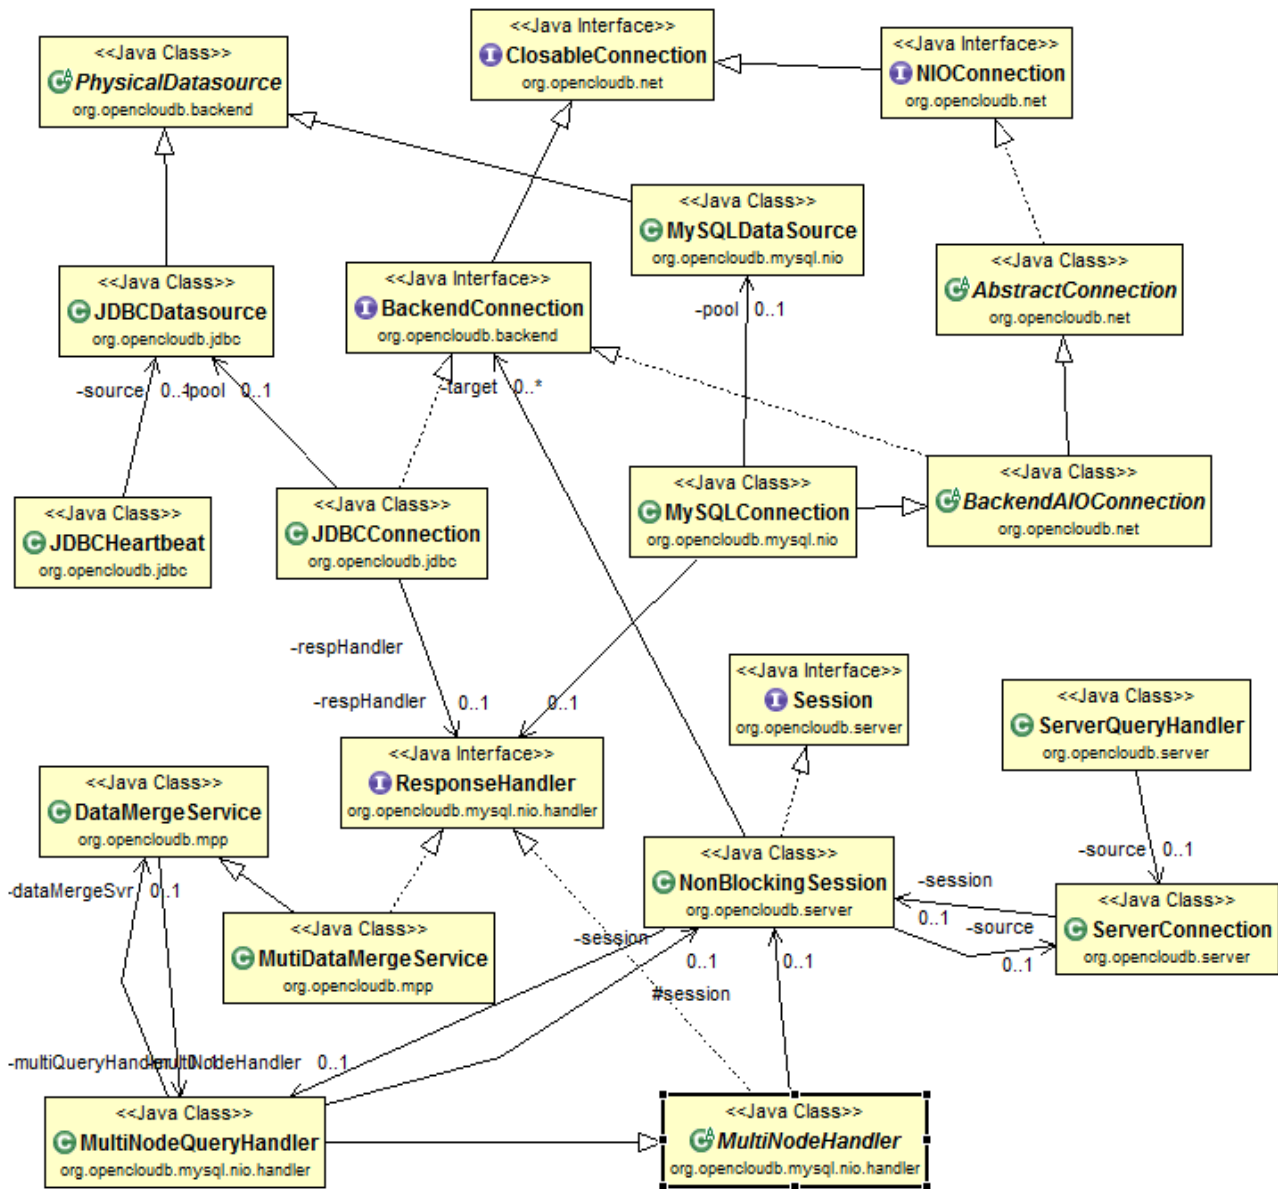 <<Java Class>>
PhysicalDatasource
org.opencloudb.backend
<<Java Interface>>
ClosableConnection
org.opencloudb.net
<<Java Interface>>
NIOConnection
org.opencloudb.net
<<Java Class>>
MySQLDataSource
org.opencloudb.mysql.nio
<<Java Class>>
JDBCDatasource
org.opencloudb.jdbc
<<Java Interface>>
BackendConnection
org.opencloudb.backend
<<Java Class>>
AbstractConnection
org.opencloudb.net
-pool 0..1
-source 0..1
-pool 0..1
-target 0..*
<<Java Class>>
JDBCHeartbeat
org.opencloudb.jdbc
<<Java Class>>
JDBCConnection
org.opencloudb.jdbc
<<Java Class>>
MySQLConnection
org.opencloudb.mysql.nio
<<Java Class>>
BackendAIOConnection
org.opencloudb.net
-respHandler
-respHandler 0..1 0..1
<<Java Interface>>
Session
org.opencloudb.server
<<Java Class>>
ServerQueryHandler
org.opencloudb.server
<<Java Interface>>
ResponseHandler
org.opencloudb.mysql.nio.handler
<<Java Class>>
DataMergeService
org.opencloudb.mpp
-source 0..1
<<Java Class>>
NonBlockingSession
org.opencloudb.server
-session
0..1
-source
0..1
<<Java Class>>
ServerConnection
org.opencloudb.server
-dataMergeSvr 0..1
<<Java Class>>
MutiDataMergeService
org.opencloudb.mpp
-session
0..1 0..1
#session
-multiQueryHandler 0..1
-multiNodeHandler 0..1
<<Java Class>>
MultiNodeQueryHandler
org.opencloudb.mysql.nio.handler
<<Java Class>>
MultiNodeHandler
org.opencloudb.mysql.nio.handler